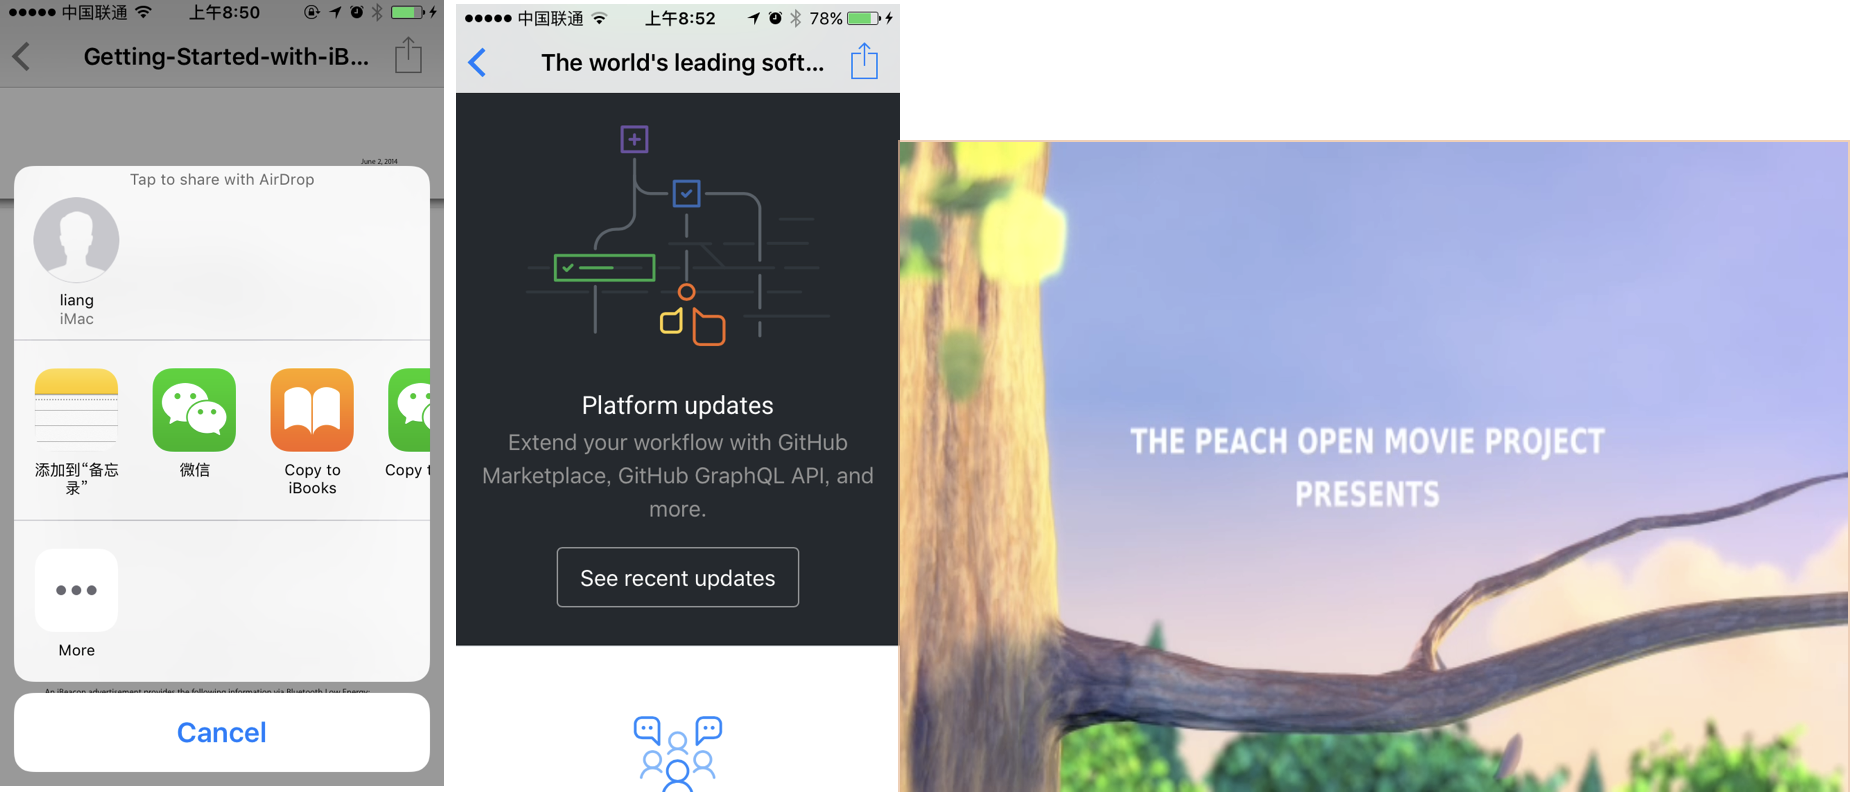 中国联通 上午8:50
Getting-Started-with-iB...
June 2, 2014
Tap to share with AirDrop
liang
iMac
添加到“备忘
录”
微信
Copy to
iBooks
Copy t
More
An iBeacon advertisement provides the following information via Bluetooth Low Energy:
Cancel
中国联通 上午8:52 78%
The world's leading soft...
Platform updates
Extend your workflow with GitHub
Marketplace, GitHub GraphQL API, and
more.
See recent updates
THE PEACH OPEN MOVIE PROJECT
PRESENTS